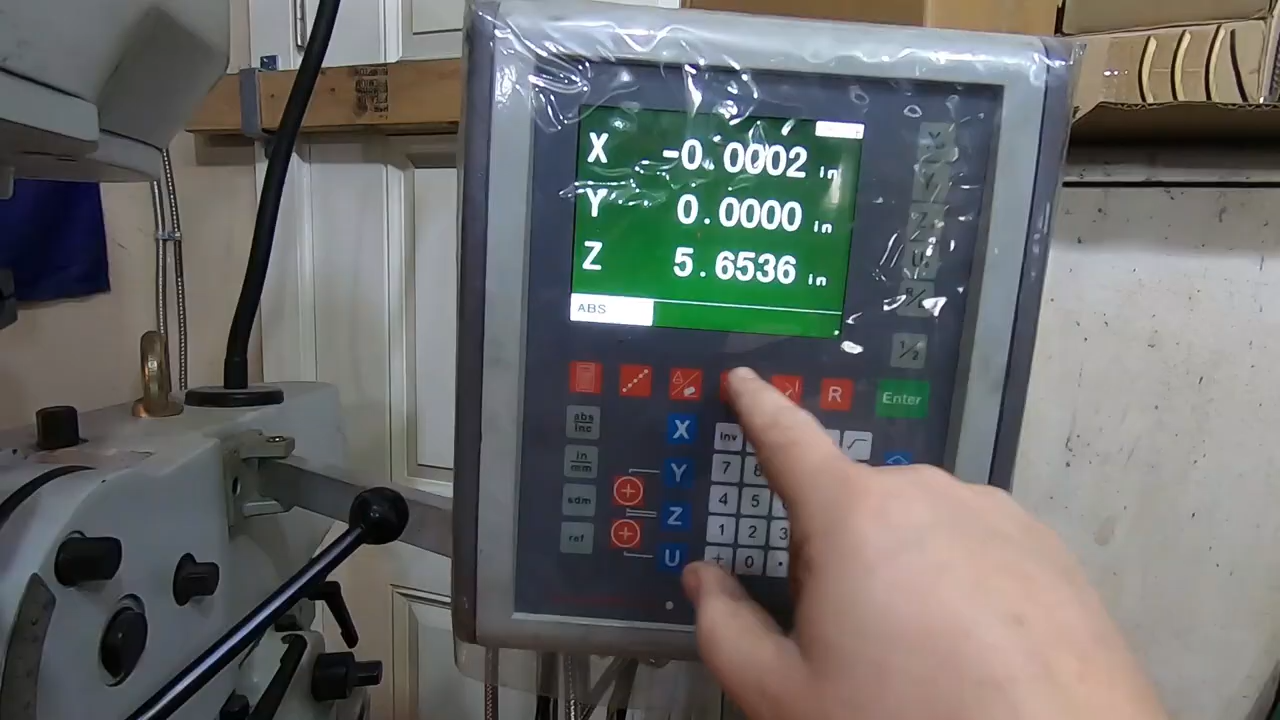 X -0.0002 in
Y 0.0000 in
Z 5.6536 in
ABS
1/2
R
Enter
abs
inc
X
Inv
in
mm
Y
7 8
sdm
Z
4 5
1 2 3
ref
U
+ 0 .